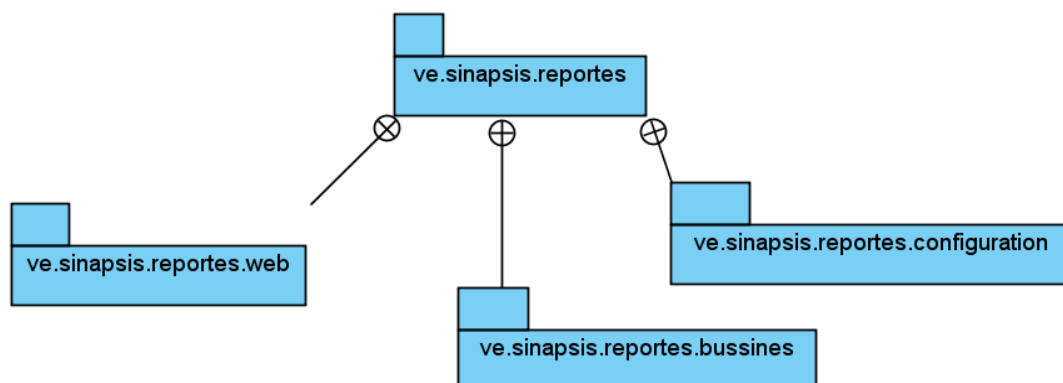 ve.sinapsis.reportes
ve.sinapsis.reportes.web
ve.sinapsis.reportes.configuration
ve.sinapsis.reportes.bussines